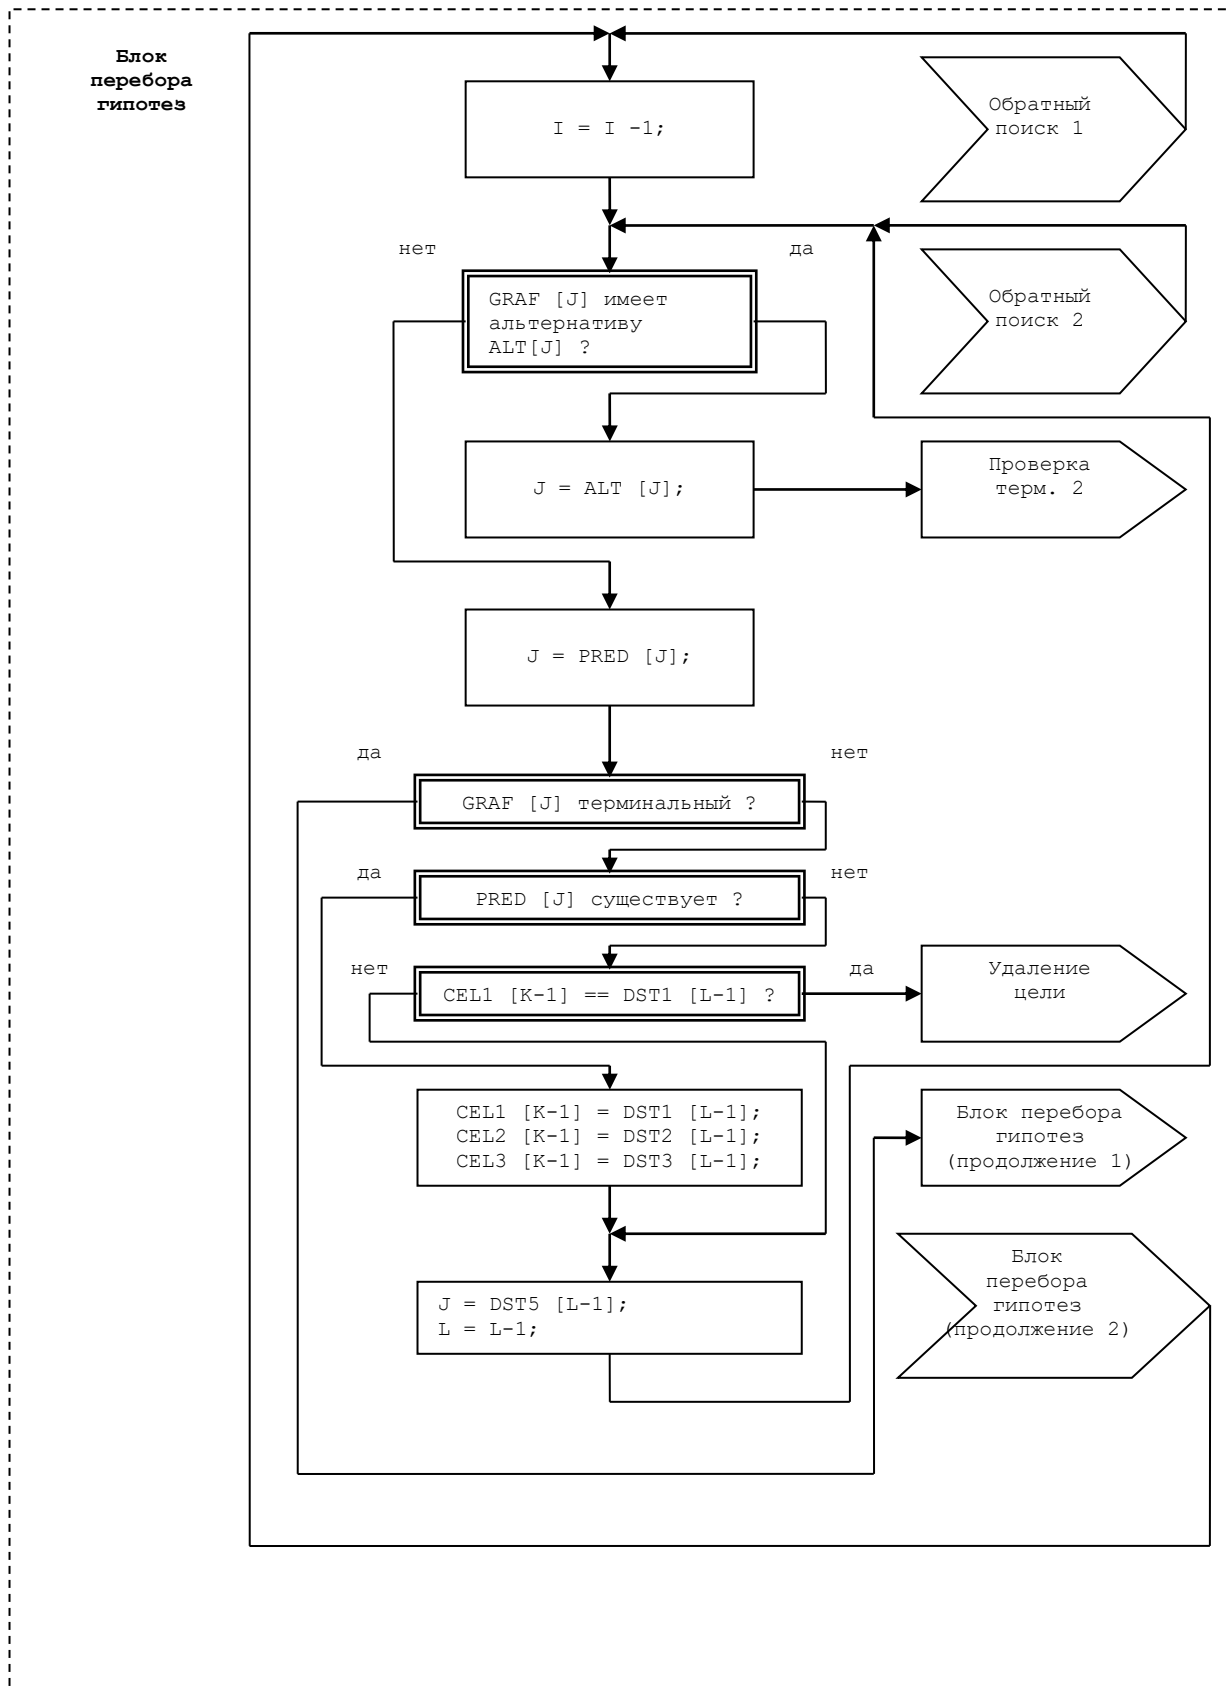 Блок
перебора
гипотез
I = I -1;
Обратный
поиск 1
нет
да
GRAF [J] имеет
альтернативу
ALT[J] ?
Обратный
поиск 2
J = ALT [J];
Проверка
терм. 2
J = PRED [J];
да
нет
GRAF [J] терминальный ?
да
нет
PRED [J] существует ?
нет
да
CEL1 [K-1] == DST1 [L-1] ?
Удаление
цели
CEL1 [K-1] = DST1 [L-1];
CEL2 [K-1] = DST2 [L-1];
CEL3 [K-1] = DST3 [L-1];
Блок перебора
гипотез
(продолжение 1)
J = DST5 [L-1];
L = L-1;
Блок
перебора
гипотез
(продолжение 2)